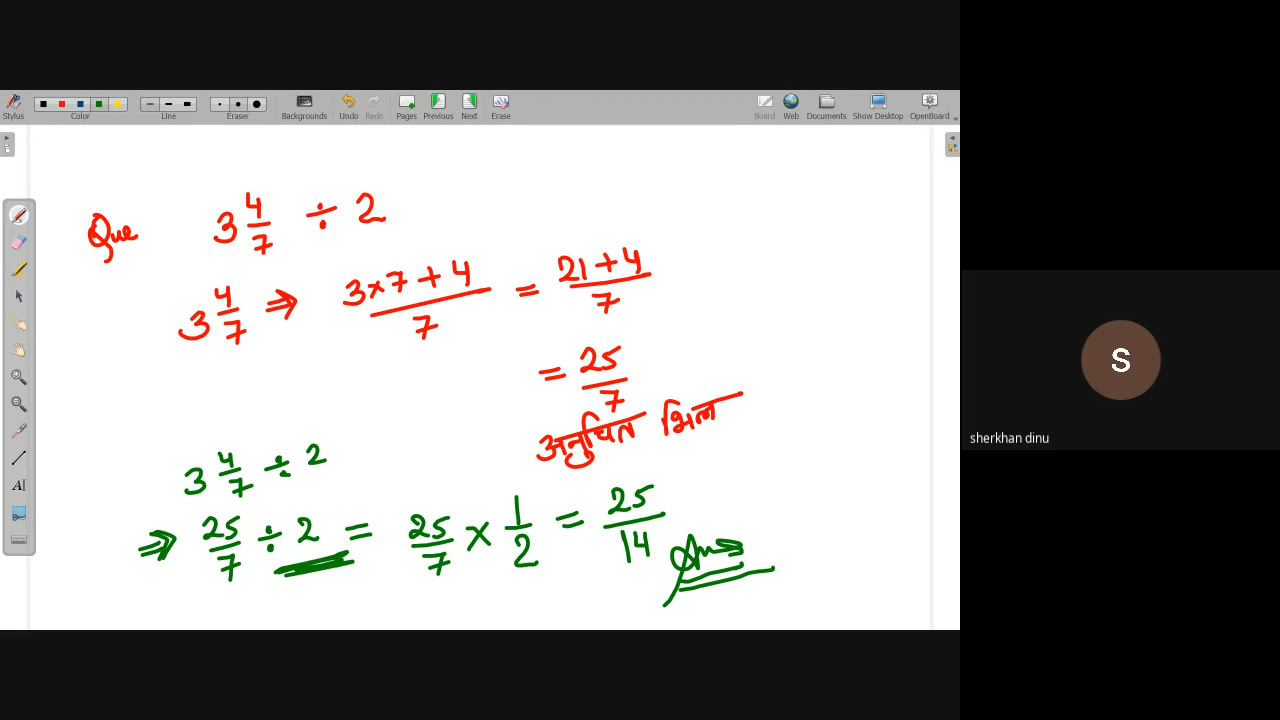 Stylus Color Line Eraser Backgrounds Undo Redo Pages Previous Next Erase Board Web Documents Show Desktop OpenBoard
Que 3 4/7 ÷ 2
3 4/7 ⇒ (3×7+4)/7 = (21+4)/7
= 25/7
अनुचित भिन्न
3 4/7 ÷ 2
⇒ 25/7 ÷ 2 = 25/7 × 1/2 = 25/14 Ans
S
sherkhan dinu